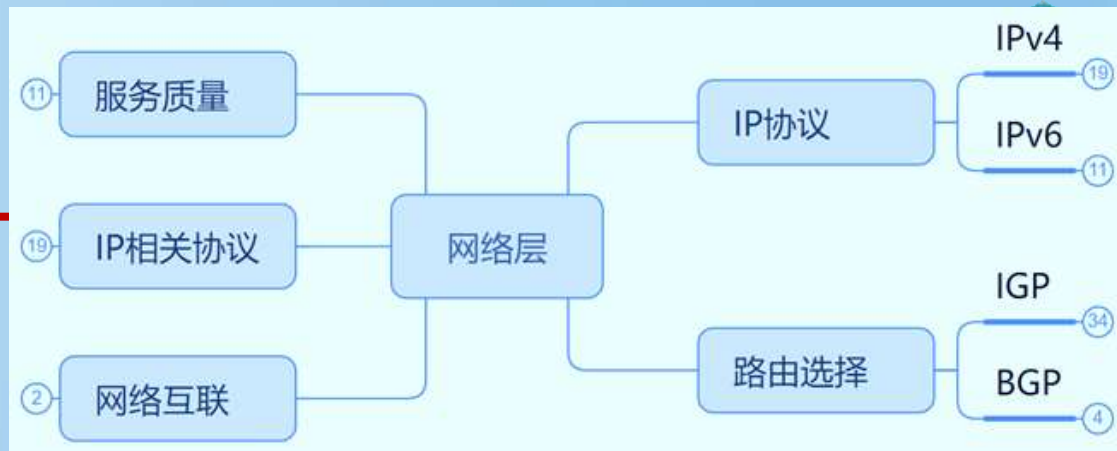 网络层
IP协议
IPv4
19
IPv6
11
路由选择
IGP
34
BGP
4
服务质量
11
IP相关协议
19
网络互联
2